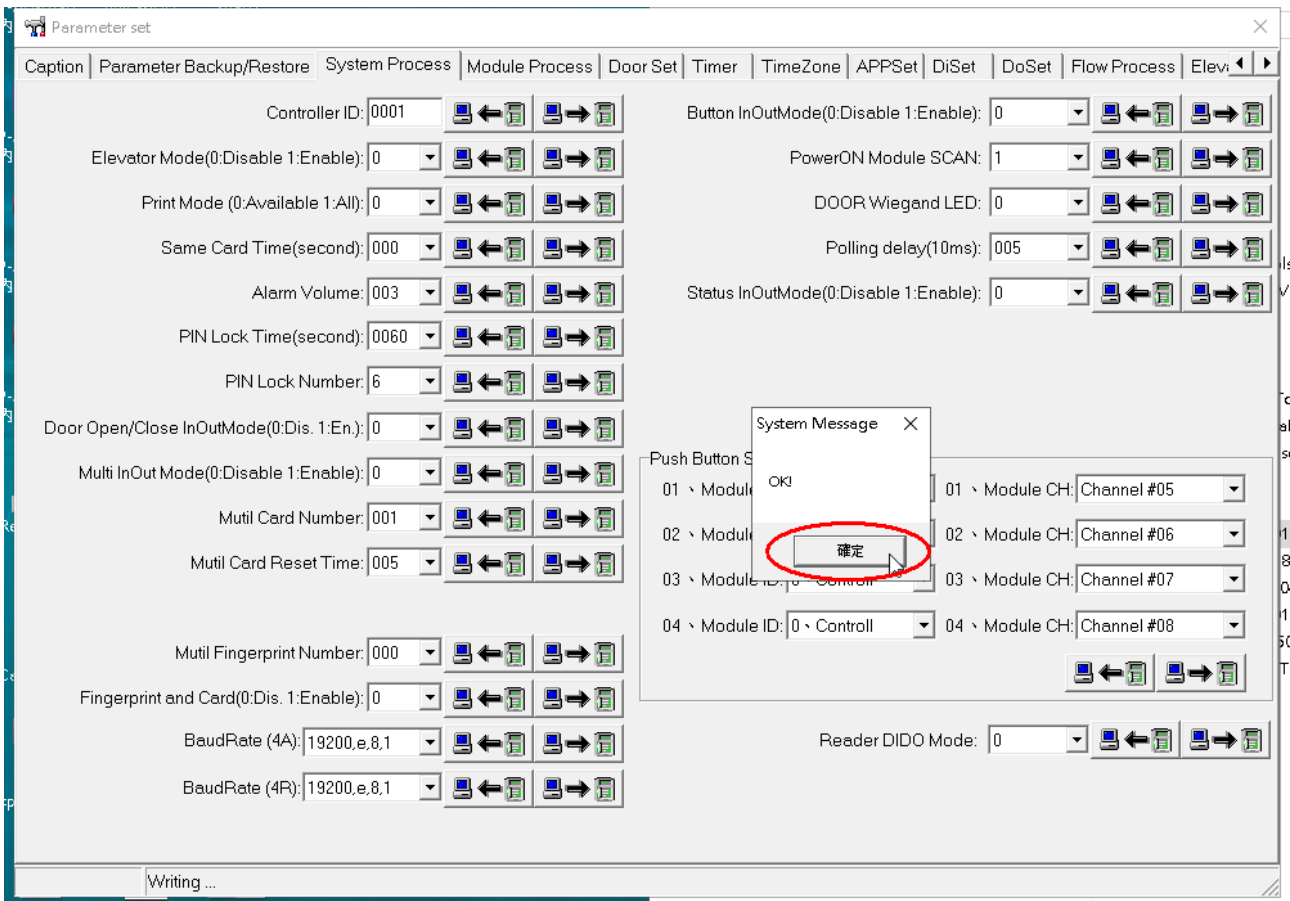 Parameter set
Caption Parameter Backup/Restore System Process Module Process Door Set Timer TimeZone APPSet DiSet DoSet Flow Process
Controller ID: 0001
Elevator Mode(0:Disable 1:Enable): 0
Print Mode (0:Available 1:All): 0
Same Card Time(second): 000
Alarm Volume: 003
PIN Lock Time(second): 0060
PIN Lock Number: 6
Door Open/Close InOutMode(0:Dis. 1:En.): 0
Multi InOut Mode(0:Disable 1:Enable): 0
Mutil Card Number: 001
Mutil Card Reset Time: 005
Mutil Fingerprint Number: 000
Fingerprint and Card(0:Dis. 1:Enable): 0
BaudRate (4A): 19200,e,8,1
BaudRate (4R): 19200,e,8,1
Button InOutMode(0:Disable 1:Enable): 0
PowerON Module SCAN: 1
DOOR Wiegand LED: 0
Polling delay(10ms): 005
Status InOutMode(0:Disable 1:Enable): 0
System Message
OK!
確定
Push Button
01、Module 01、Module CH: Channel #05
02、Module 02、Module CH: Channel #06
03、Module ID: 03、Module CH: Channel #07
04、Module ID: 0、Controll 04、Module CH: Channel #08
Reader DIDO Mode: 0
Writing ...